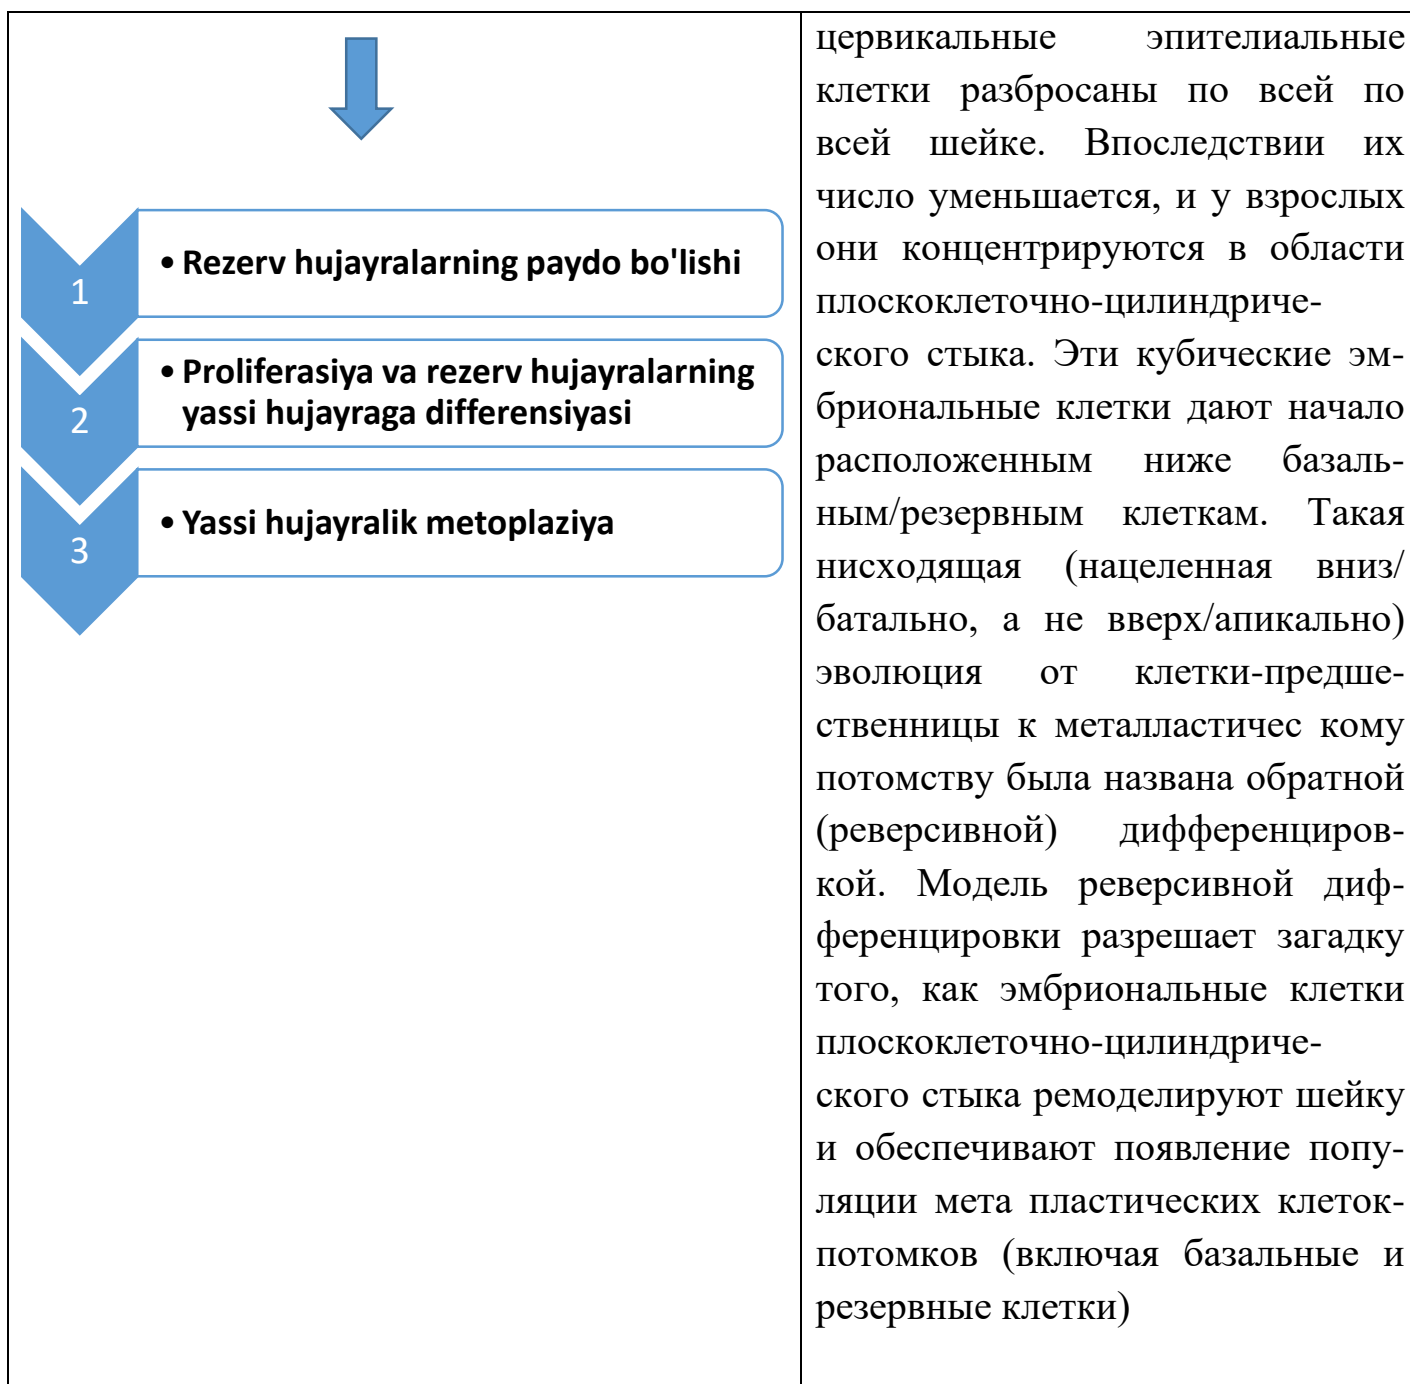 1
• Rezerv hujayralarning paydo bo'lishi
2
• Proliferasiya va rezerv hujayralarning
yassi hujayraga differensiyasi
3
• Yassi hujayralik metoplaziya
цервикальные эпителиальные
клетки разбросаны по всей по
всей шейке. Впоследствии их
число уменьшается, и у взрослых
они концентрируются в области
плоскоклеточно-цилиндриче-
ского стыка. Эти кубические эм-
бриональные клетки дают начало
расположенным ниже базаль-
ным/резервным клеткам. Такая
нисходящая (нацеленная вниз/
батально, а не вверх/апикально)
эволюция от клетки-предше-
ственницы к металластичес кому
потомству была названа обратной
(реверсивной) дифференциров-
кой. Модель реверсивной диф-
ференцировки разрешает загадку
того, как эмбриональные клетки
плоскоклеточно-цилиндриче-
ского стыка ремоделируют шейку
и обеспечивают появление попу-
ляции мета пластических клеток-
потомков (включая базальные и
резервные клетки)